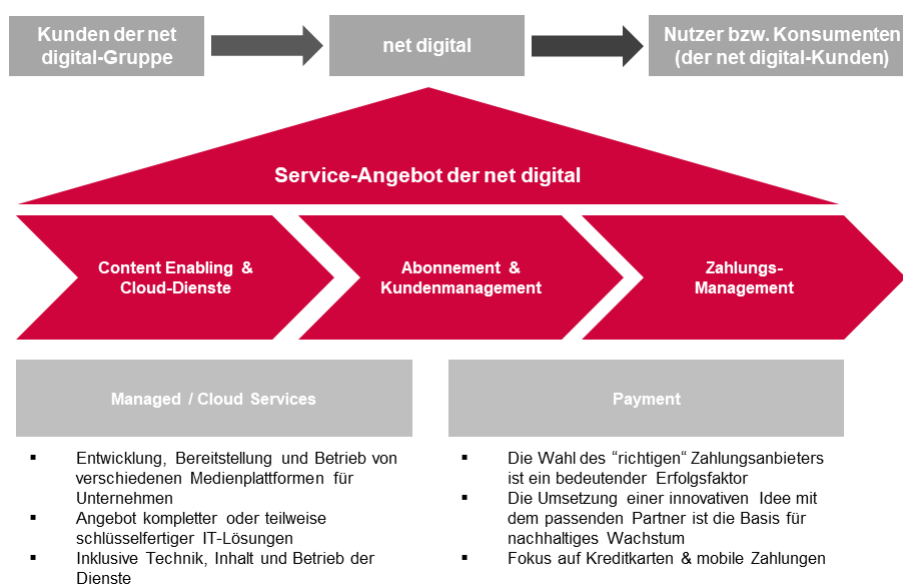 Kunden der net
digital-Gruppe
net digital
Nutzer bzw. Konsumenten
(der net digital-Kunden)
Service-Angebot der net digital
Content Enabling &
Cloud-Dienste
Abonnement &
Kundenmanagement
Zahlungs-
Management
Managed / Cloud Services
▪ Entwicklung, Bereitstellung und Betrieb von
verschiedenen Medienplattformen für
Unternehmen
▪ Angebot kompletter oder teilweise
schlüsselfertiger IT-Lösungen
▪ Inklusive Technik, Inhalt und Betrieb der
Dienste
Payment
▪ Die Wahl des “richtigen“ Zahlungsanbieters
ist ein bedeutender Erfolgsfaktor
▪ Die Umsetzung einer innovativen Idee mit
dem passenden Partner ist die Basis für
nachhaltiges Wachstum
▪ Fokus auf Kreditkarten & mobile Zahlungen